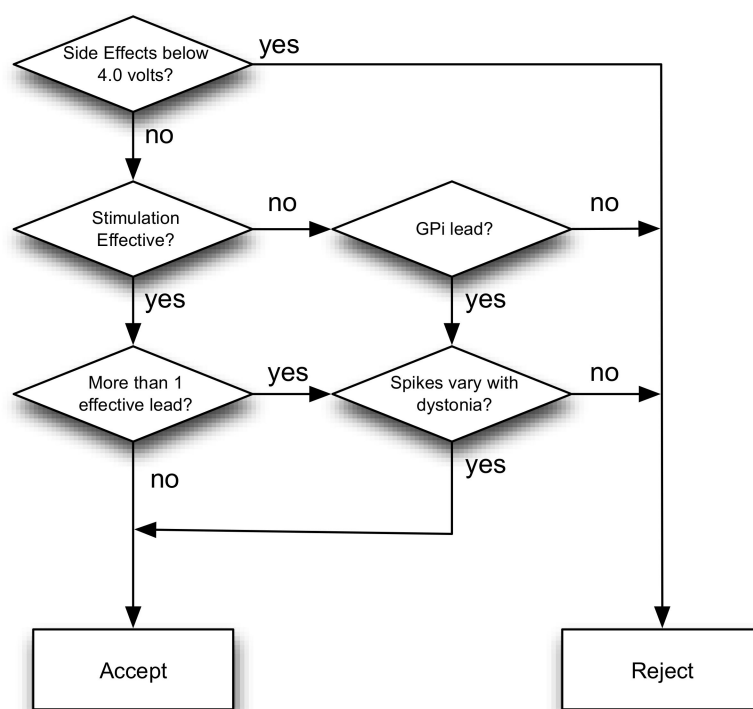 Side Effects below
4.0 volts?
yes
no
Stimulation
Effective?
no
GPi lead?
no
yes
yes
More than 1
effective lead?
yes
Spikes vary with
dystonia?
no
no
yes
Accept
Reject